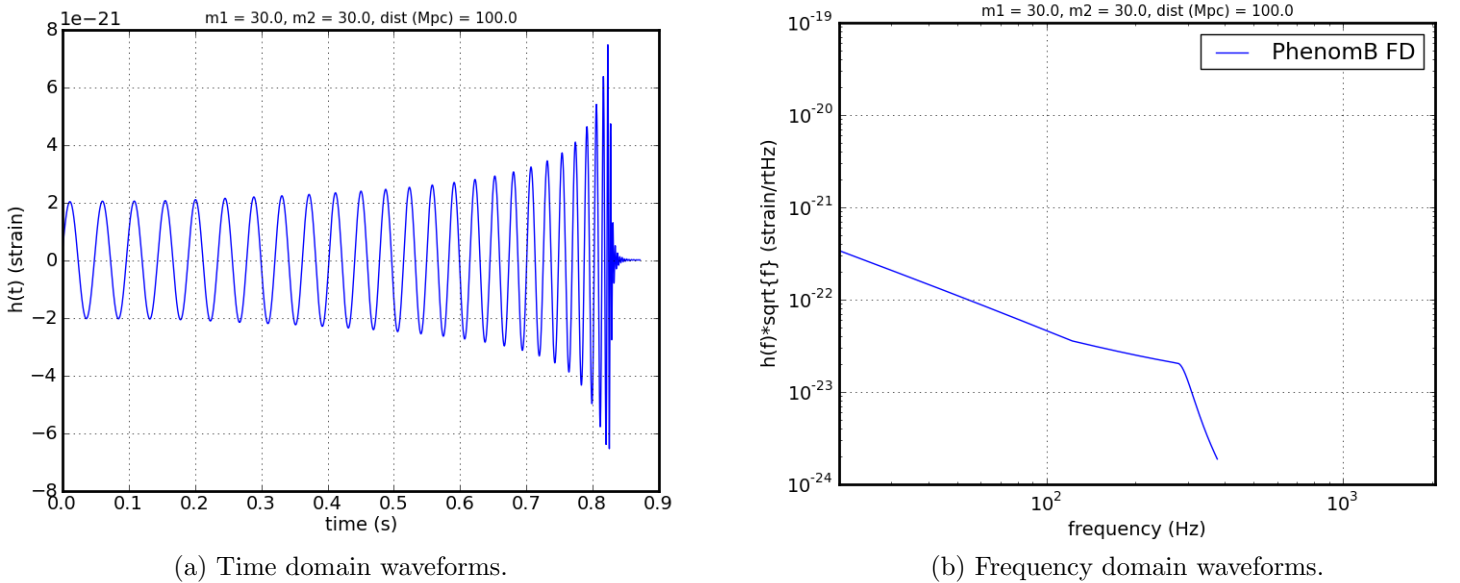 m1 = 30.0, m2 = 30.0, dist (Mpc) = 100.0
1e−21
8
6
4
2
0
−2
−4
−6
−8
h(t) (strain)
0.0 0.1 0.2 0.3 0.4 0.5 0.6 0.7 0.8 0.9
time (s)
(a) Time domain waveforms.
m1 = 30.0, m2 = 30.0, dist (Mpc) = 100.0
PhenomB FD
10^-19
10^-20
10^-21
10^-22
10^-23
10^-24
h(f)*sqrt{f} (strain/rtHz)
10^2 10^3
frequency (Hz)
(b) Frequency domain waveforms.